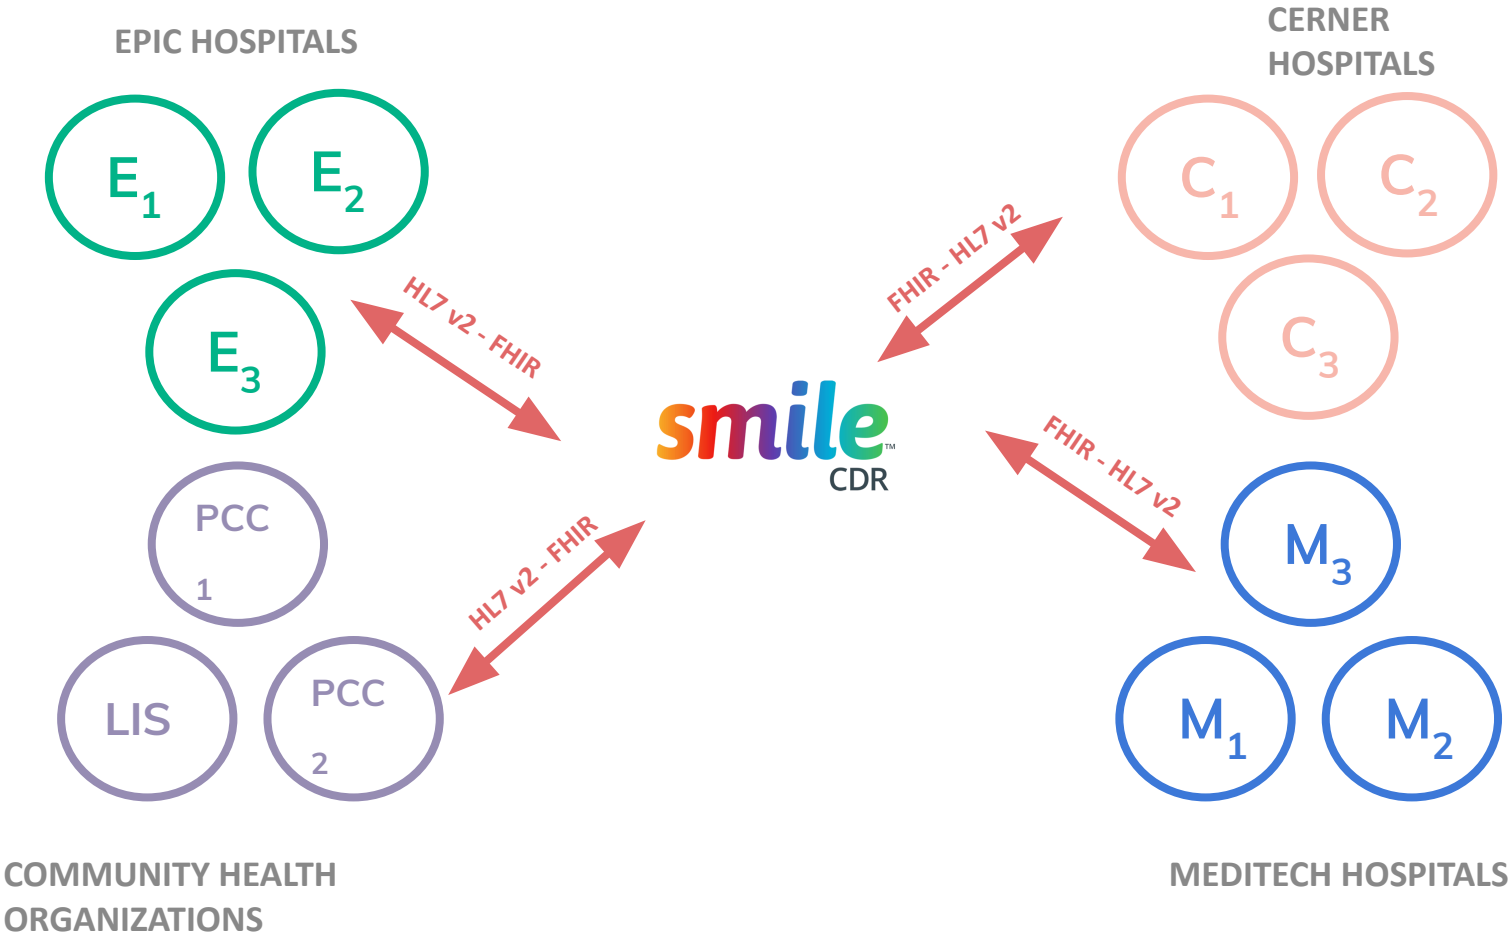 EPIC HOSPITALS
E1
E2
E3
CERNER
HOSPITALS
C1
C2
C3
HL7 v2 - FHIR
FHIR - HL7 v2
smile™
CDR
HL7 v2 - FHIR
FHIR - HL7 v2
PCC
1
LIS
PCC
2
COMMUNITY HEALTH
ORGANIZATIONS
M3
M1
M2
MEDITECH HOSPITALS